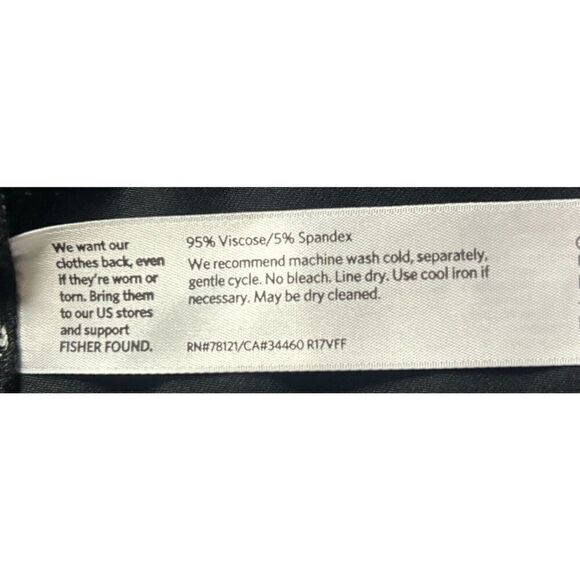 We want our
clothes back, even
if they're worn or
torn. Bring them
to our US stores
and support
FISHER FOUND.
95% Viscose/5% Spandex
We recommend machine wash cold, separately,
gentle cycle. No bleach. Line dry. Use cool iron if
necessary. May be dry cleaned.
RN#78121/CA#34460 R17VFF